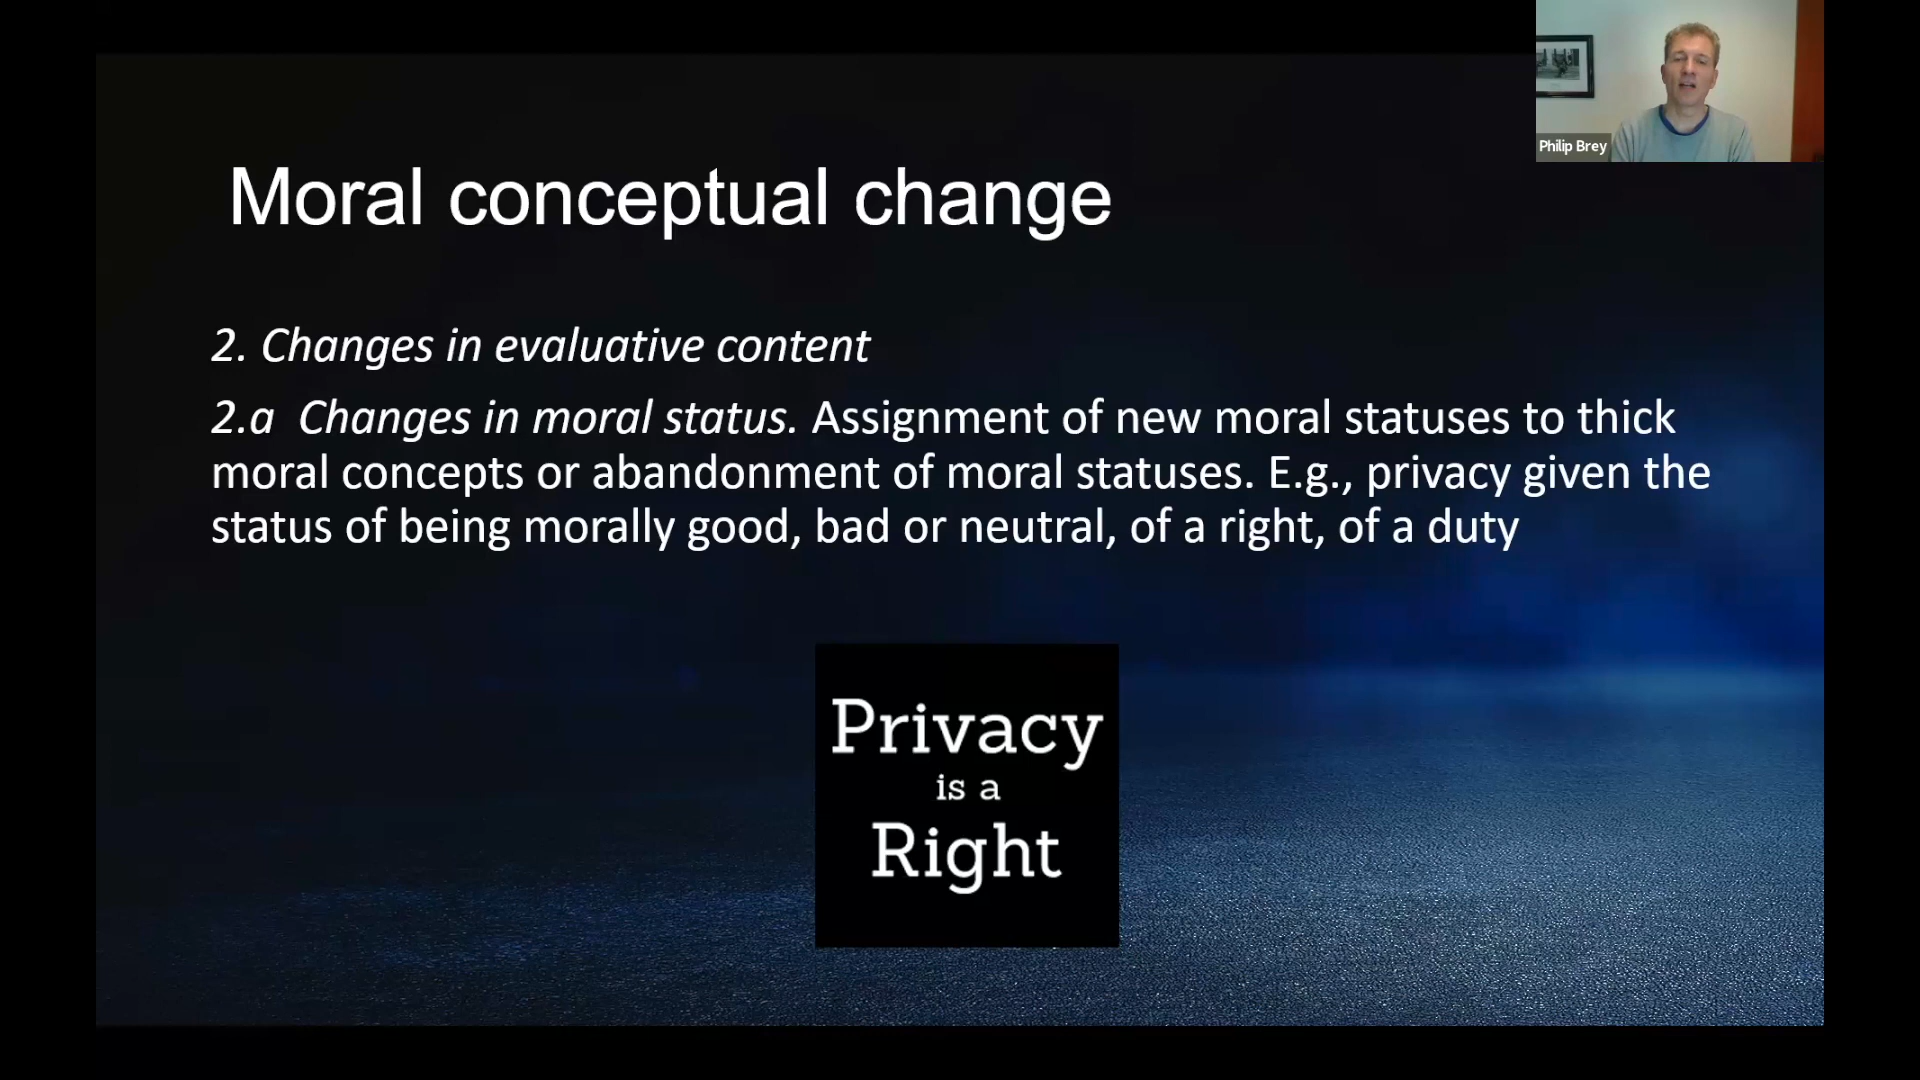 Philip Brey
Moral conceptual change
2. Changes in evaluative content
2.a Changes in moral status. Assignment of new moral statuses to thick
moral concepts or abandonment of moral statuses. E.g., privacy given the
status of being morally good, bad or neutral, of a right, of a duty
Privacy
is a
Right